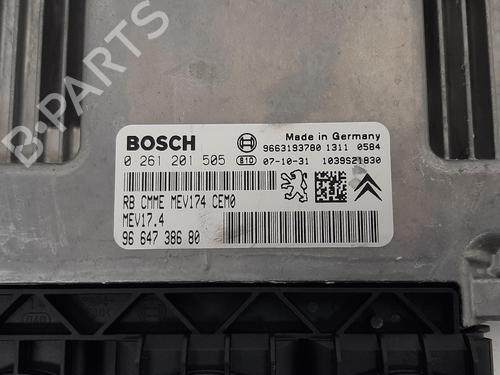 B-PARTS
BOSCH
Made in Germany
9663193780 1311 0584
0 261 201 505 B10 07-10-31 1039S21830
RB CMME MEV174 CEM0
MEV17.4
96 647 386 80